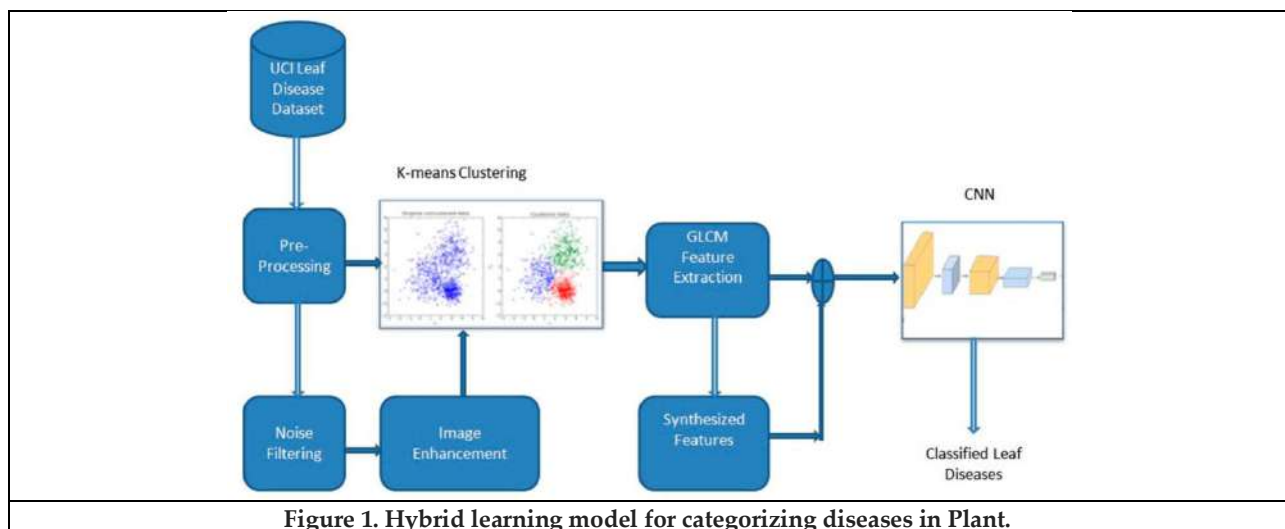 UCI Leaf
Disease
Dataset
K-means Clustering
CNN
Pre-
Processing
GLCM
Feature
Extraction
Noise
Filtering
Image
Enhancement
Synthesized
Features
Classified Leaf
Diseases
Figure 1. Hybrid learning model for categorizing diseases in Plant.